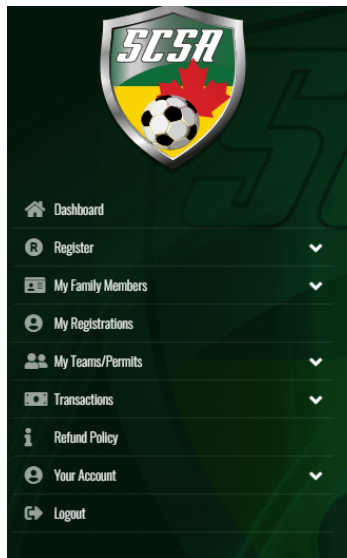 SCSA
Dashboard
R Register
My Family Members
My Registrations
My Teams/Permits
Transactions
Refund Policy
Your Account
Logout